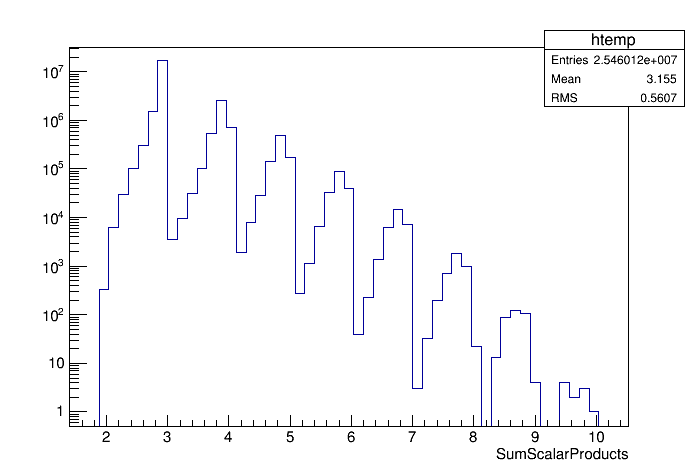 htemp
Entries 2.546012e+007
Mean 3.155
RMS 0.5607
10^7
10^6
10^5
10^4
10^3
10^2
10
1
2 3 4 5 6 7 8 9 10
SumScalarProducts